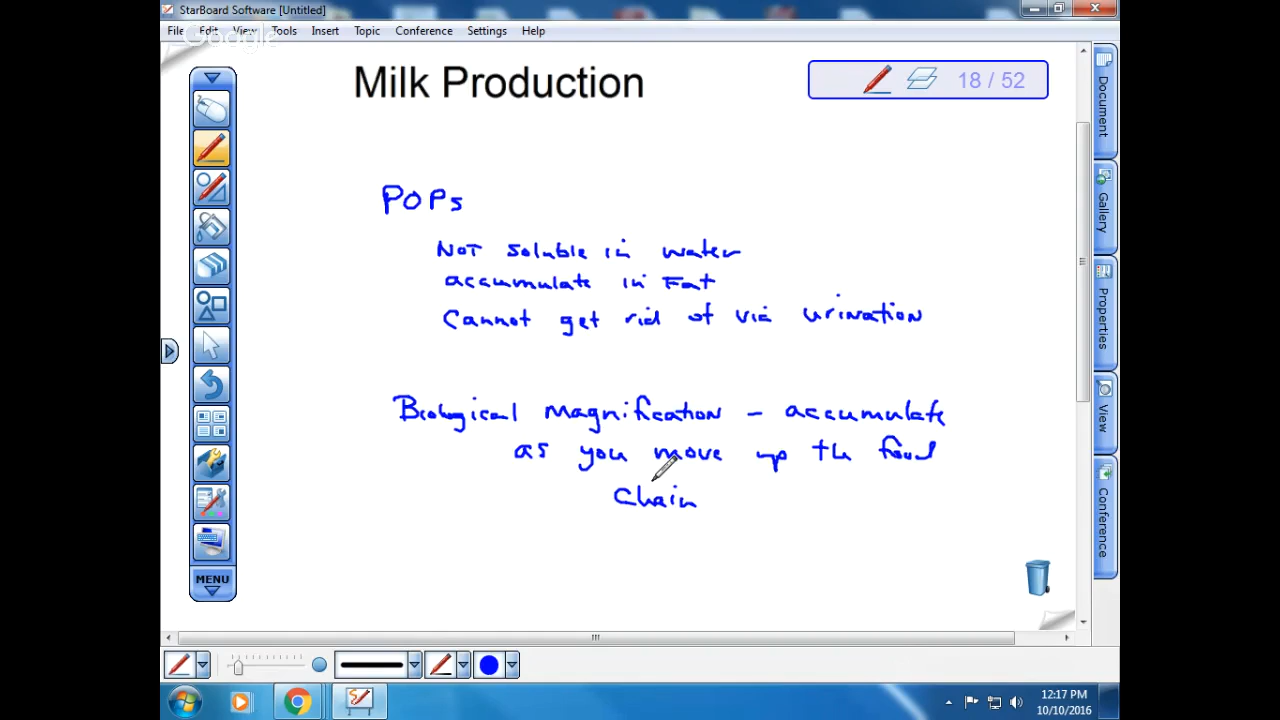 StarBoard Software [Untitled]
File Edit View Tools Insert Topic Conference Settings Help
Google
Milk Production
18 / 52
POPs
NOT soluble in water
accumulate in Fat
Cannot get rid of via urination
Biological magnification - accumulate
as you move up the food
chain
MENU
Document
Gallery
Properties
View
Conference
12:17 PM
10/10/2016